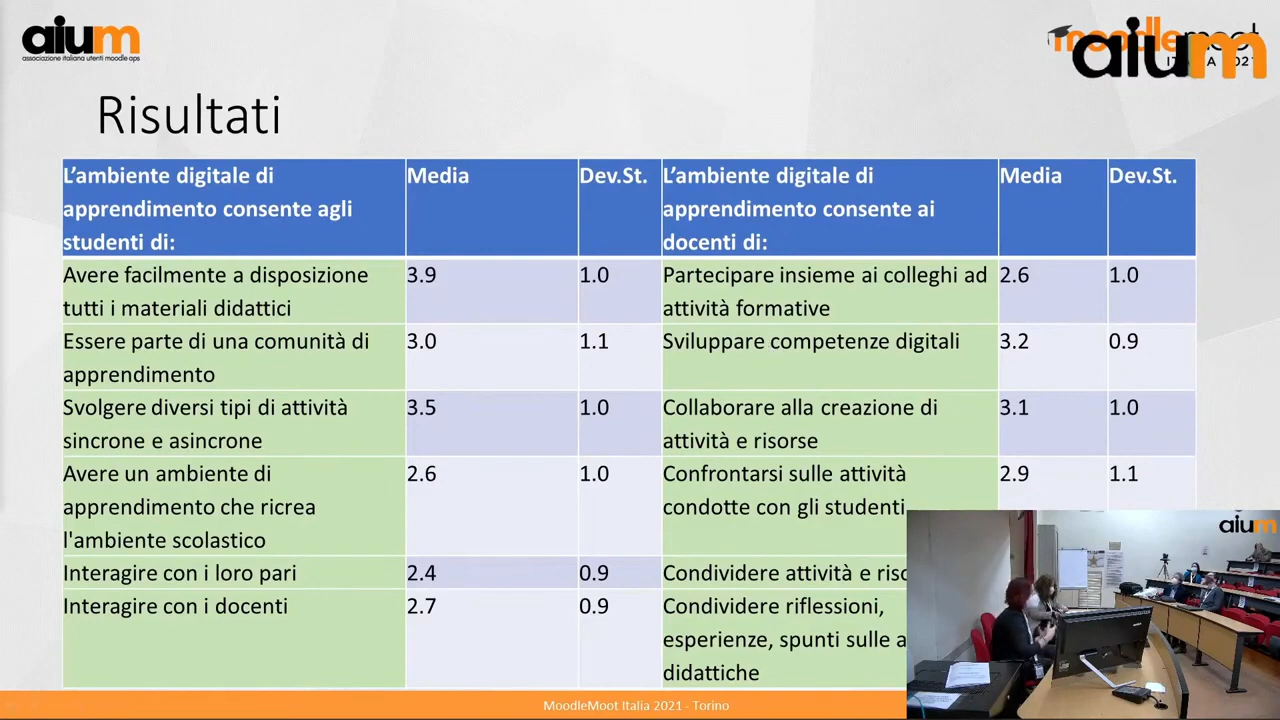 aium
associazione italiana utenti moodle aps
aium
Risultati
L'ambiente digitale di
apprendimento consente agli
studenti di:
Media
Dev.St.
L'ambiente digitale di
apprendimento consente ai
docenti di:
Media
Dev.St.
Avere facilmente a disposizione
tutti i materiali didattici
3.9
1.0
Partecipare insieme ai colleghi ad
attività formative
2.6
1.0
Essere parte di una comunità di
apprendimento
3.0
1.1
Sviluppare competenze digitali
3.2
0.9
Svolgere diversi tipi di attività
sincrone e asincrone
3.5
1.0
Collaborare alla creazione di
attività e risorse
3.1
1.0
Avere un ambiente di
apprendimento che ricrea
l'ambiente scolastico
2.6
1.0
Confrontarsi sulle attività
condotte con gli studenti
2.9
1.1
Interagire con i loro pari
2.4
0.9
Condividere attività e
Interagire con i docenti
2.7
0.9
Condividere riflessioni,
esperienze, spunti sulle
didattiche
aium
MoodleMoot Italia 2021 - Torino